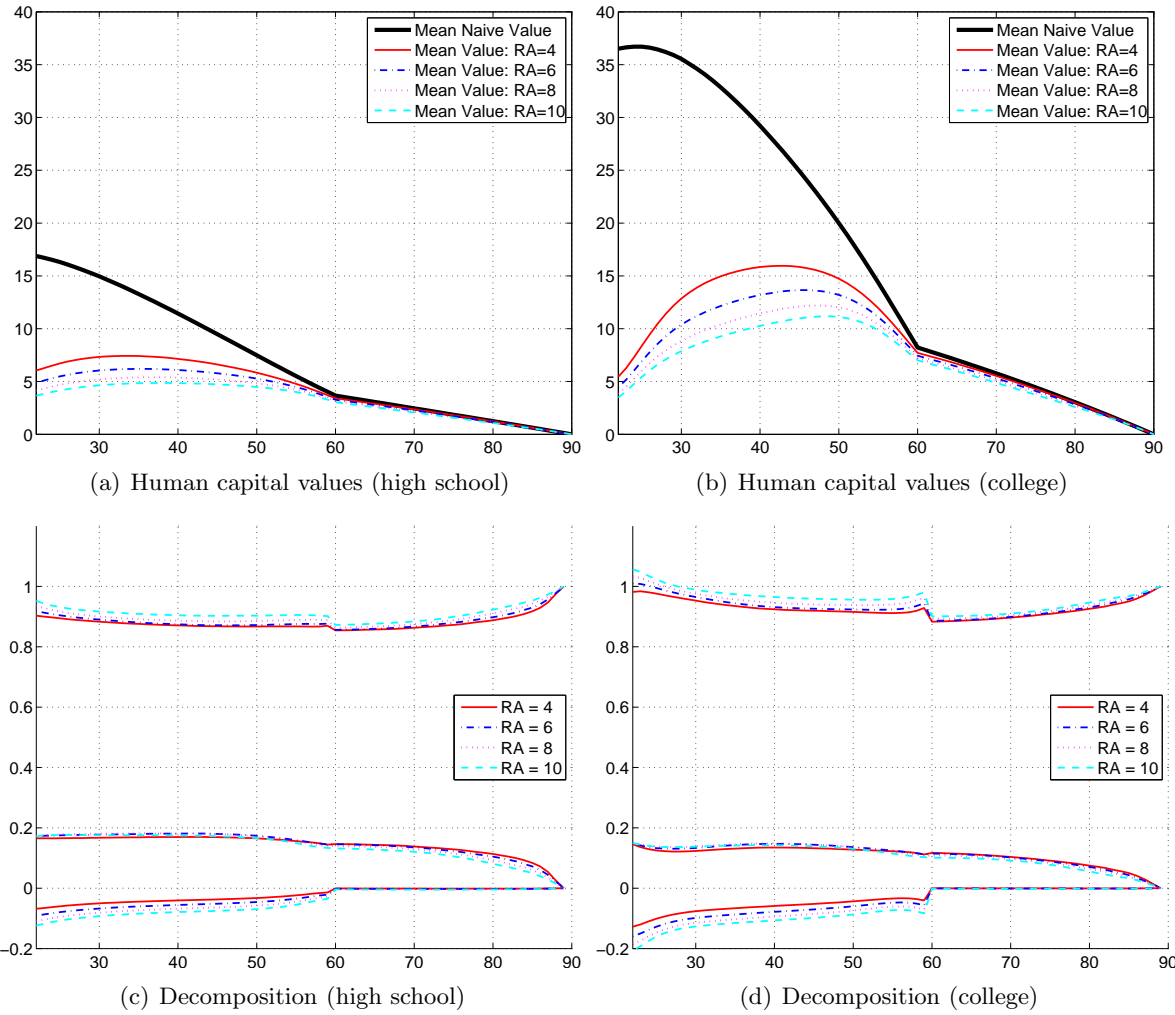 40
35
30
25
20
15
10
5
0
30
40
50
60
70
80
90
Mean Naive Value
Mean Value: RA=4
Mean Value: RA=6
Mean Value: RA=8
Mean Value: RA=10
(a) Human capital values (high school)
40
35
30
25
20
15
10
5
0
30
40
50
60
70
80
90
Mean Naive Value
Mean Value: RA=4
Mean Value: RA=6
Mean Value: RA=8
Mean Value: RA=10
(b) Human capital values (college)
1
0.8
0.6
0.4
0.2
0
−0.2
30
40
50
60
70
80
90
RA = 4
RA = 6
RA = 8
RA = 10
(c) Decomposition (high school)
1
0.8
0.6
0.4
0.2
0
−0.2
30
40
50
60
70
80
90
RA = 4
RA = 6
RA = 8
RA = 10
(d) Decomposition (college)